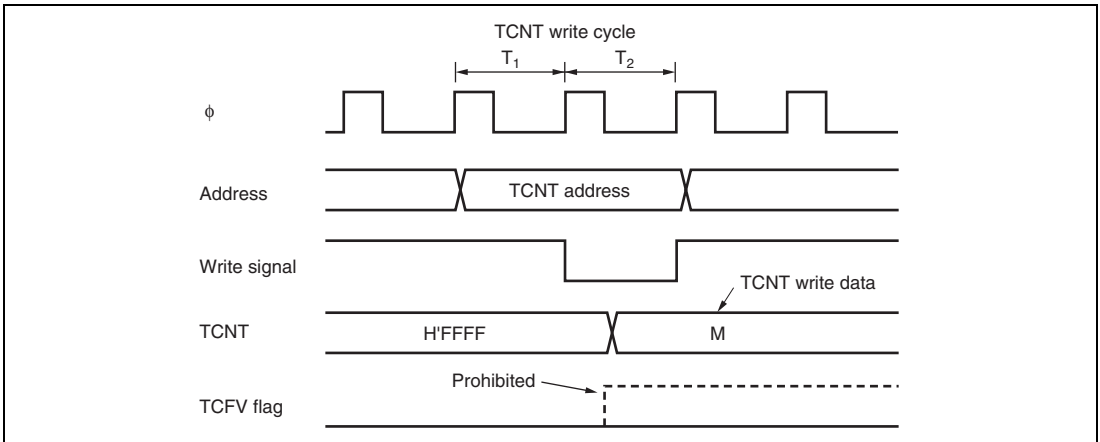 TCNT write cycle
T1 T2
ϕ
Address
TCNT address
Write signal
TCNT write data
TCNT
H'FFFF
M
Prohibited
TCFV flag